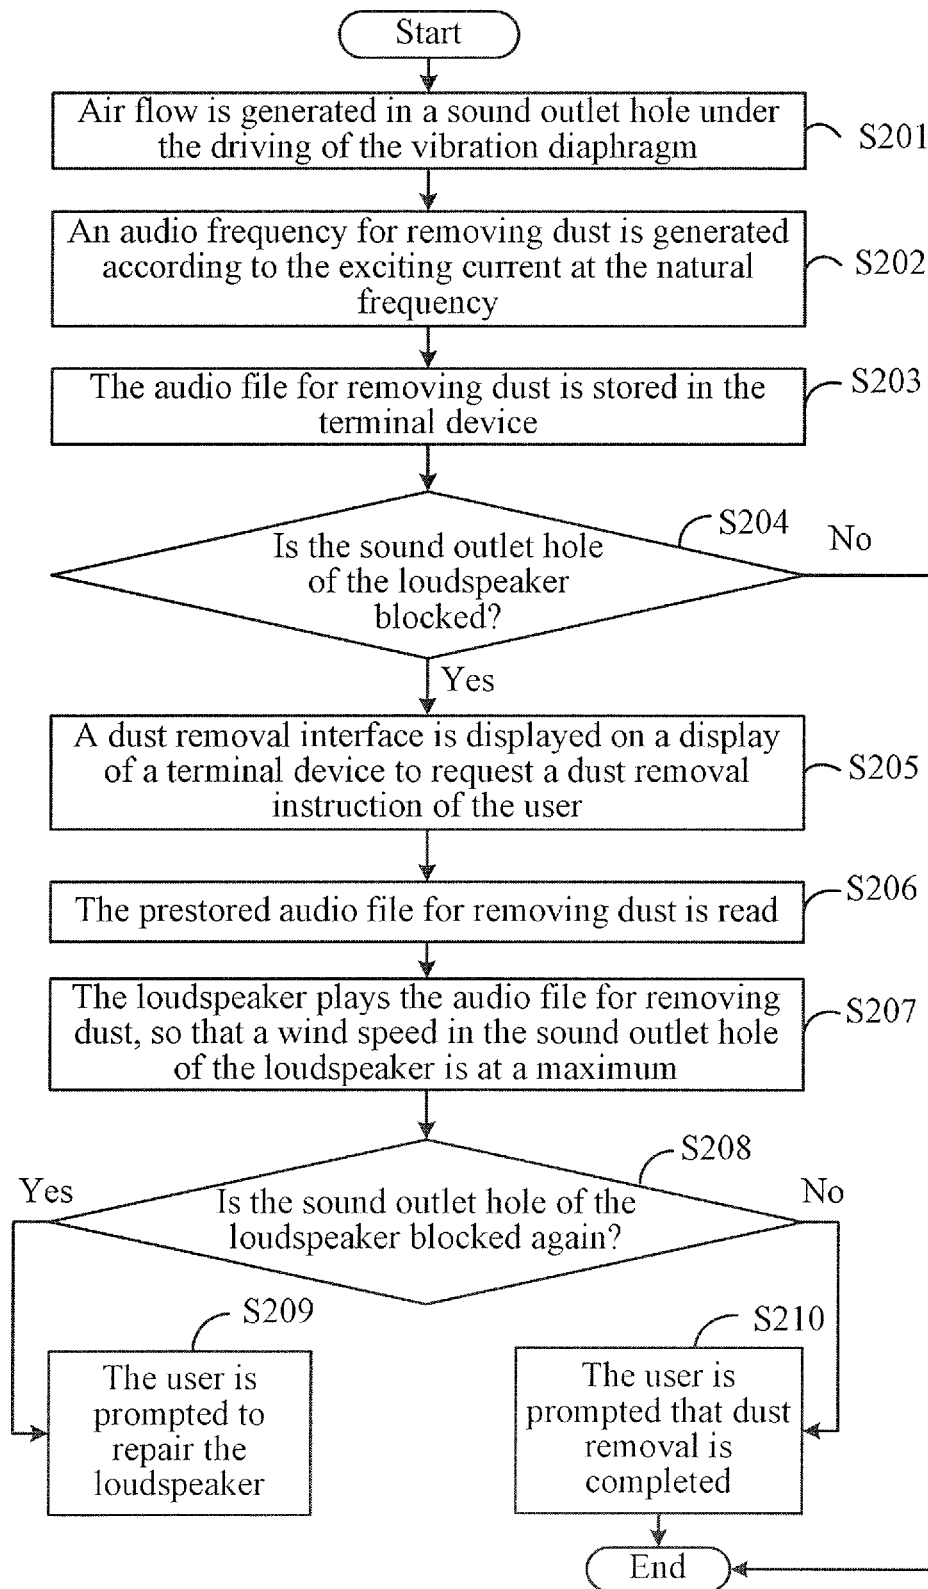 Start
Air flow is generated in a sound outlet hole under
the driving of the vibration diaphragm
S201
An audio frequency for removing dust is generated
according to the exciting current at the natural
frequency
S202
The audio file for removing dust is stored in the
terminal device
S203
S204
No
Is the sound outlet hole
of the loudspeaker
blocked?
Yes
A dust removal interface is displayed on a display
of a terminal device to request a dust removal
instruction of the user
S205
The prestored audio file for removing dust is read
S206
The loudspeaker plays the audio file for removing
dust, so that a wind speed in the sound outlet hole
of the loudspeaker is at a maximum
S207
S208
Yes
No
Is the sound outlet hole of the
loudspeaker blocked again?
S209
S210
The user is
prompted to
repair the
loudspeaker
The user is
prompted that dust
removal is
completed
End